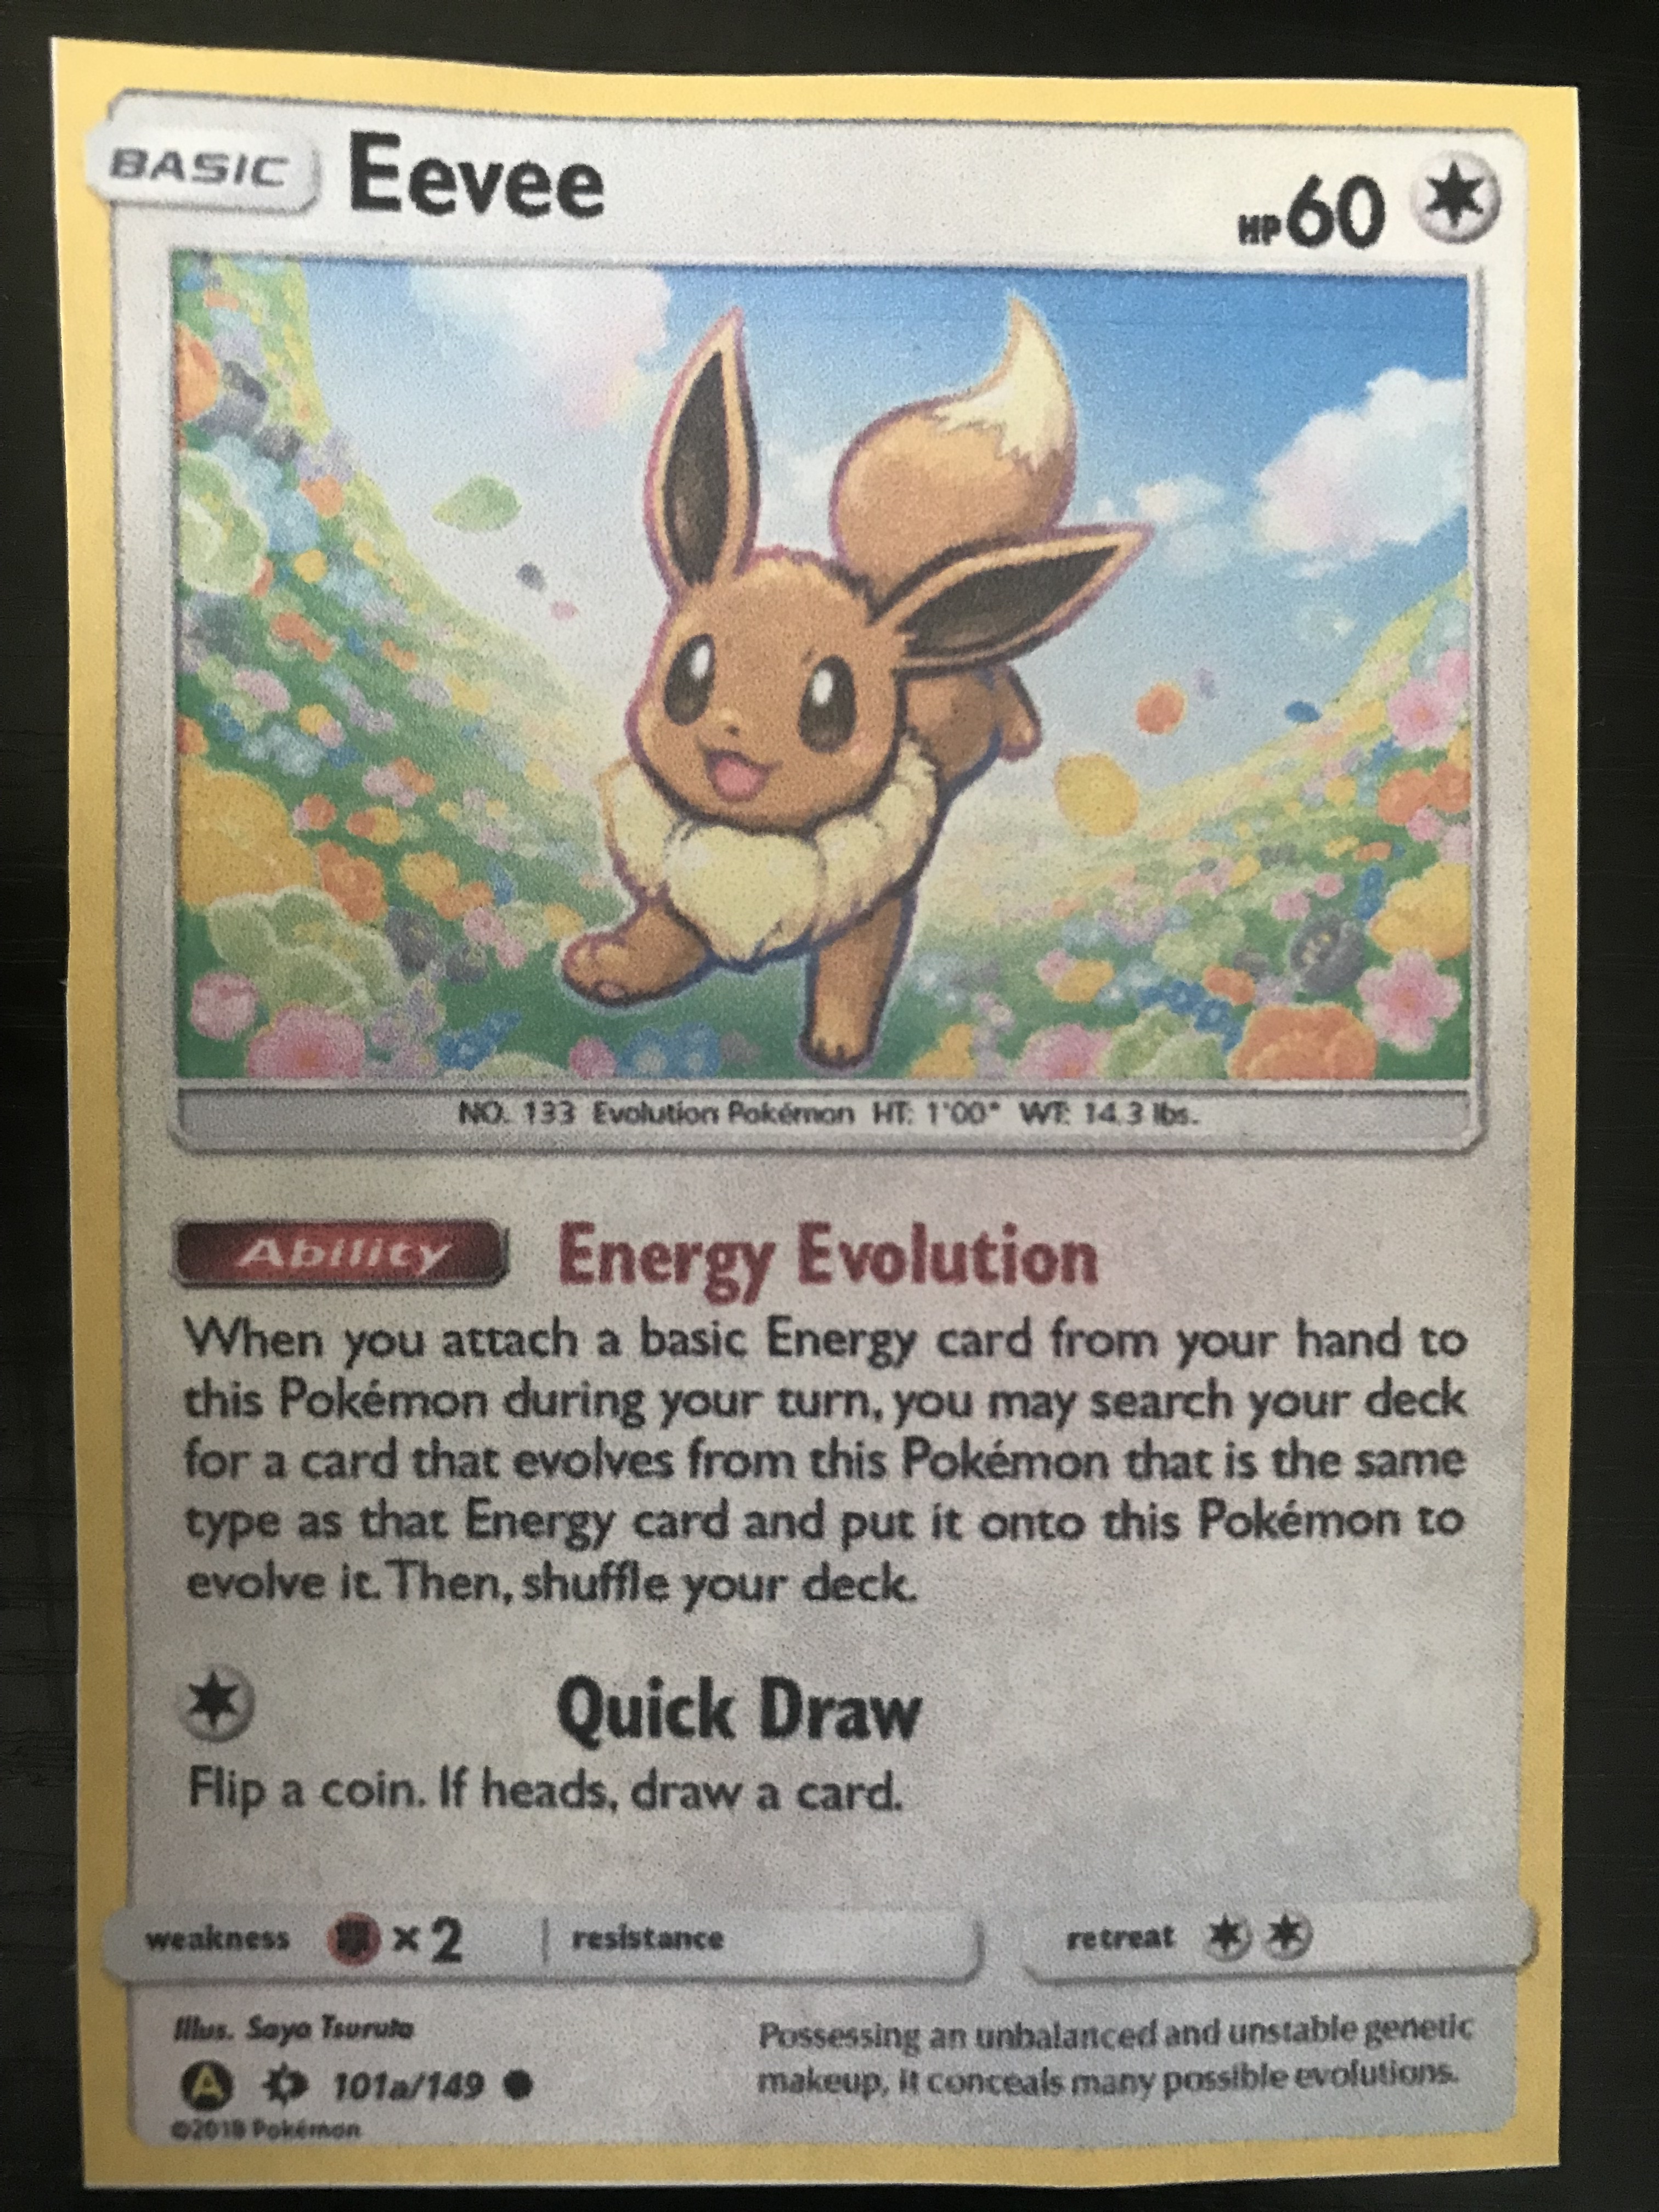 BASIC Eevee HP 60
NO. 133 Evolution Pokémon HT: 1'00" WT: 14.3 lbs.
Ability Energy Evolution
When you attach a basic Energy card from your hand to
this Pokémon during your turn, you may search your deck
for a card that evolves from this Pokémon that is the same
type as that Energy card and put it onto this Pokémon to
evolve it. Then, shuffle your deck.
Quick Draw
Flip a coin. If heads, draw a card.
weakness ×2 resistance retreat
Illus. Saya Tsuruta
Possessing an unbalanced and unstable genetic
makeup, it conceals many possible evolutions.
A 101a/149
©2018 Pokémon